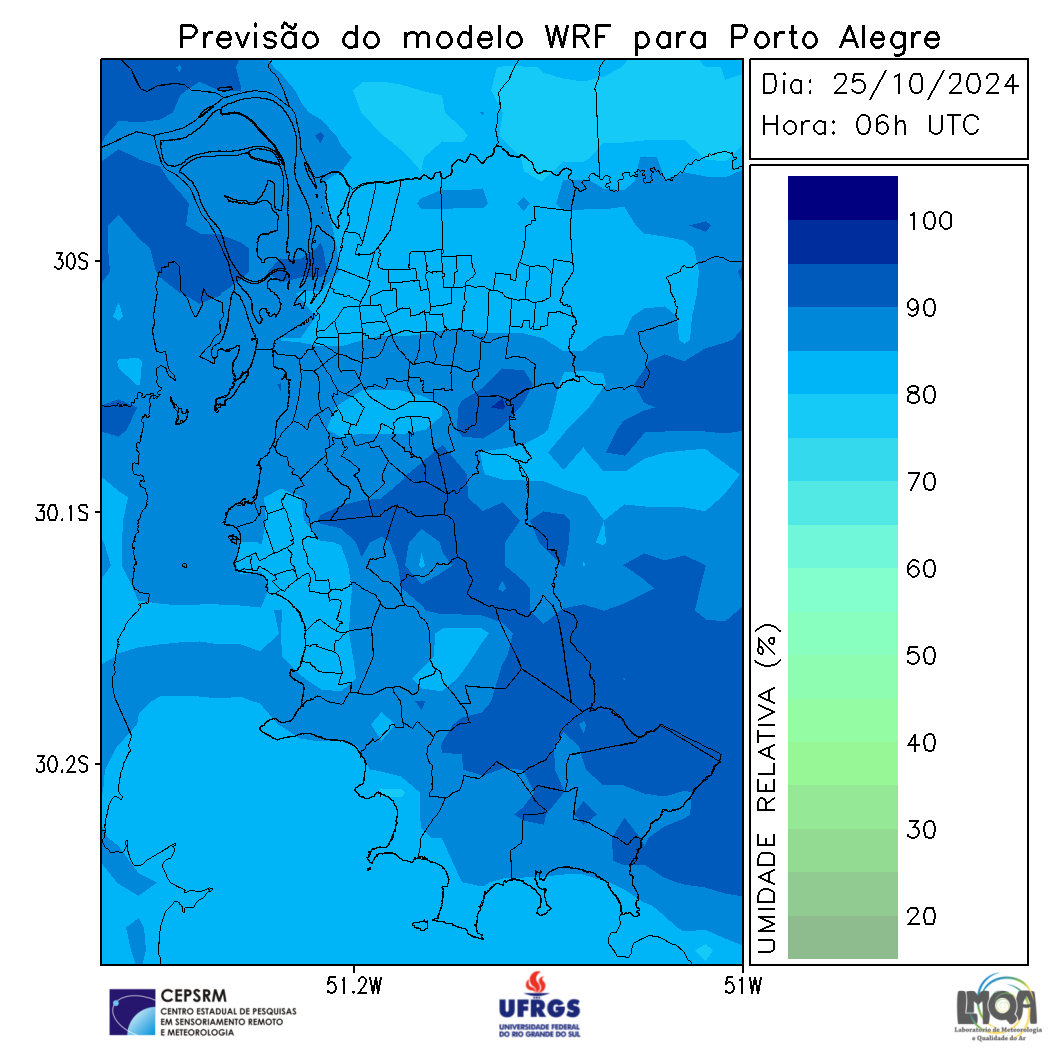 Previsão do modelo WRF para Porto Alegre
Dia: 25/10/2024
Hora: 06h UTC
30S
30.1S
30.2S
51.2W
51W
100
90
80
70
60
50
40
30
20
UMIDADE RELATIVA (%)
CEPSRM
CENTRO ESTADUAL DE PESQUISAS
EM SENSORIAMENTO REMOTO
E METEOROLOGIA
UFRGS
UNIVERSIDADE FEDERAL
DO RIO GRANDE DO SUL
LMQA
Laboratório de Meteorologia
e Qualidade do Ar